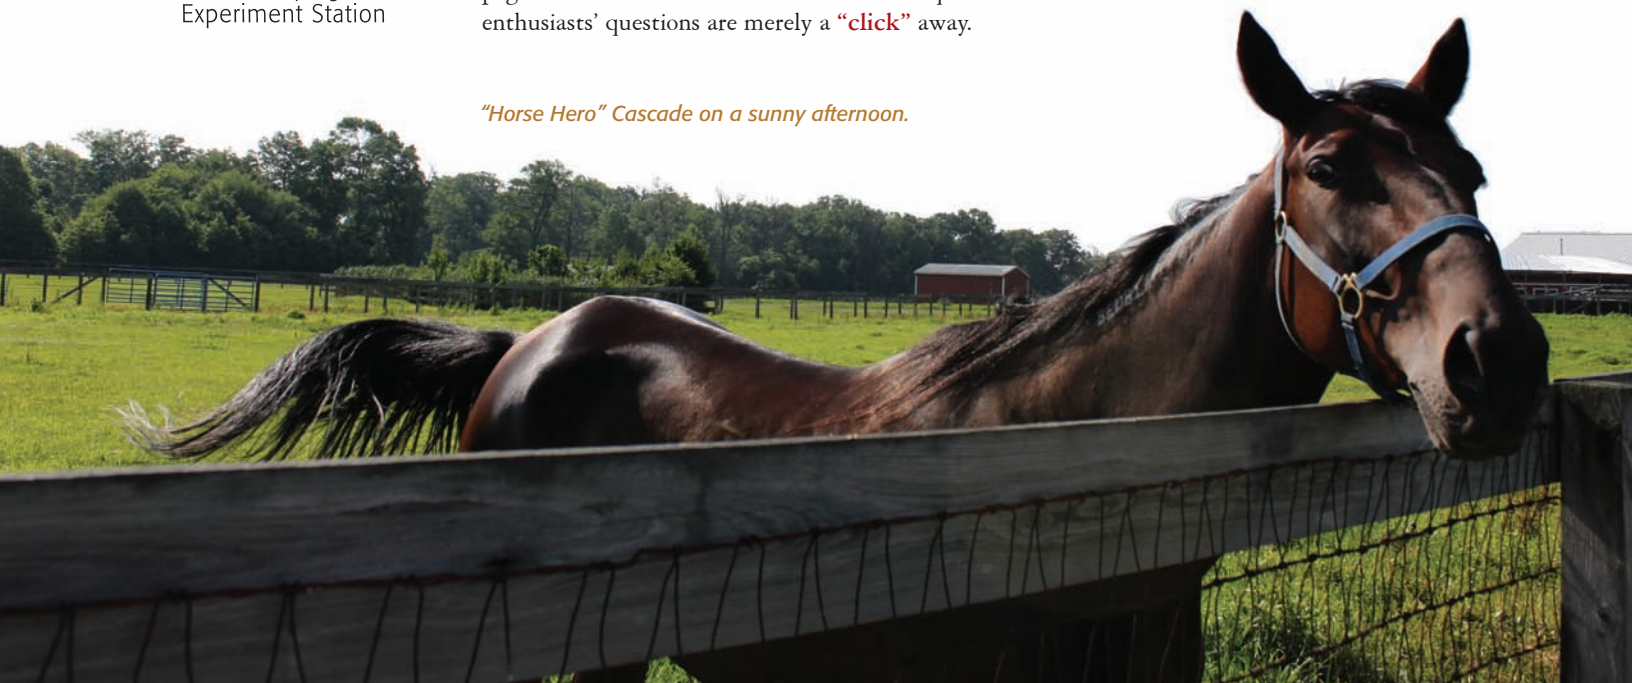 Experiment Station
enthusiasts’ questions are merely a “click” away.
“Horse Hero” Cascade on a sunny afternoon.